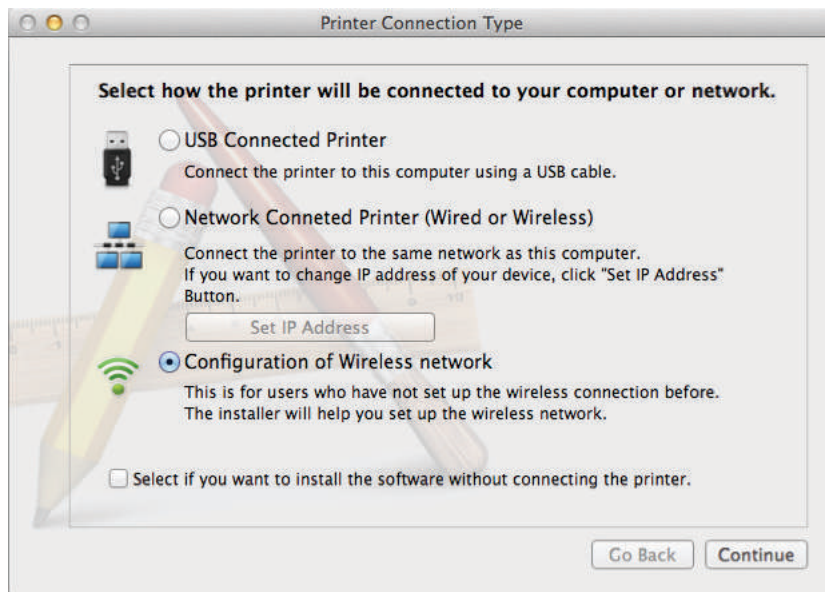 Printer Connection Type
Select how the printer will be connected to your computer or network.
USB Connected Printer
Connect the printer to this computer using a USB cable.
Network Conneted Printer (Wired or Wireless)
Connect the printer to the same network as this computer.
If you want to change IP address of your device, click "Set IP Address"
Button.
Set IP Address
Configuration of Wireless network
This is for users who have not set up the wireless connection before.
The installer will help you set up the wireless network.
Select if you want to install the software without connecting the printer.
Go Back Continue